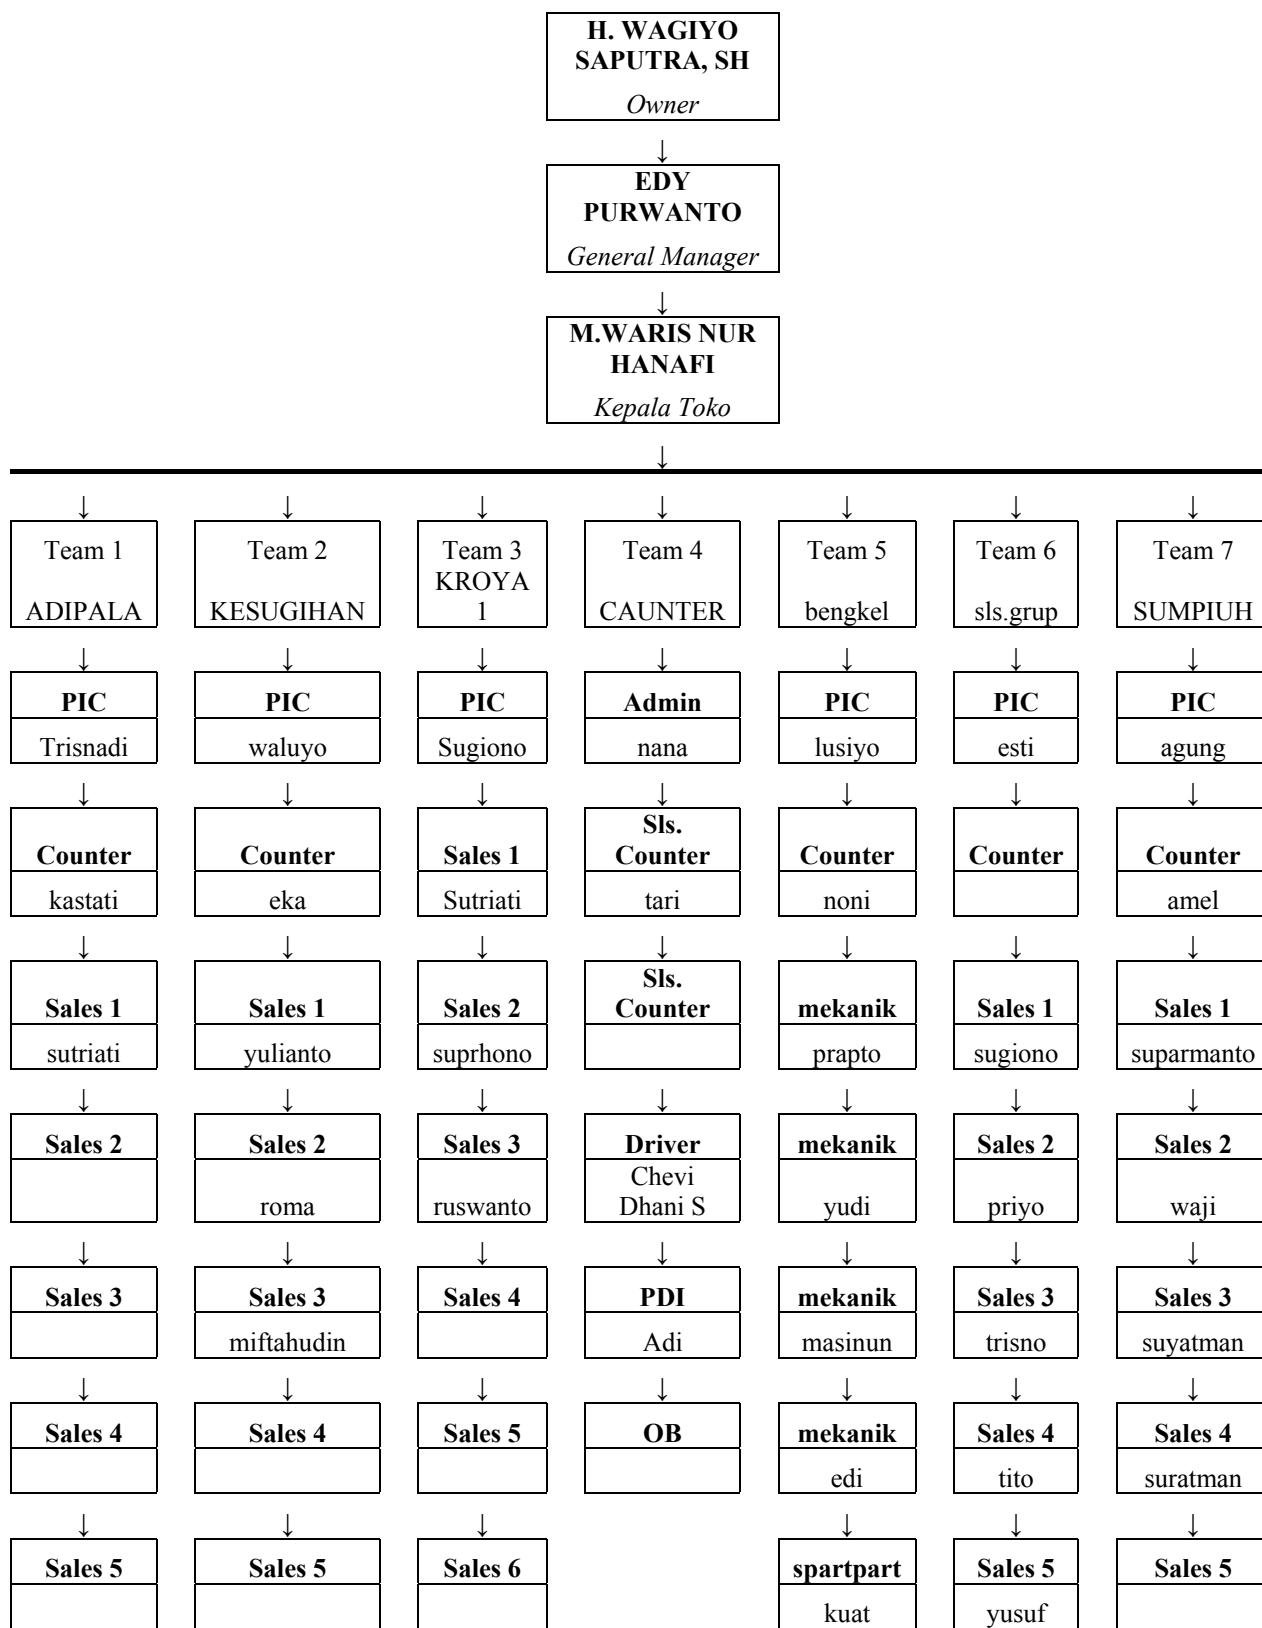 H. WAGIYO
SAPUTRA, SH
Owner
↓
EDY
PURWANTO
General Manager
↓
M.WARIS NUR
HANAFI
Kepala Toko
↓
↓ ↓ ↓ ↓ ↓ ↓ ↓
Team 1 Team 2 Team 3 Team 4 Team 5 Team 6 Team 7
KROYA
ADIPALA KESUGIHAN 1 CAUNTER bengkel sls.grup SUMPIUH
↓ ↓ ↓ ↓ ↓ ↓ ↓
PIC PIC PIC Admin PIC PIC PIC
Trisnadi waluyo Sugiono nana lusiyo esti agung
↓ ↓ ↓ ↓ ↓ ↓ ↓
Sls.
Counter Counter Sales 1 Counter Counter Counter Counter
kastati eka Sutriati tari noni amel
↓ ↓ ↓ ↓ ↓ ↓ ↓
Sls.
Sales 1 Sales 1 Sales 2 Counter mekanik Sales 1 Sales 1
sutriati yulianto suprhono prapto sugiono suparmanto
↓ ↓ ↓ ↓ ↓ ↓ ↓
Sales 2 Sales 2 Sales 3 Driver mekanik Sales 2 Sales 2
Chevi
roma ruswanto Dhani S yudi priyo waji
↓ ↓ ↓ ↓ ↓ ↓ ↓
Sales 3 Sales 3 Sales 4 PDI mekanik Sales 3 Sales 3
miftahudin Adi masinun trisno suyatman
↓ ↓ ↓ ↓ ↓ ↓ ↓
Sales 4 Sales 4 Sales 5 OB mekanik Sales 4 Sales 4
edi tito suratman
↓ ↓ ↓ ↓ ↓ ↓
Sales 5 Sales 5 Sales 6 spartpart Sales 5 Sales 5
kuat yusuf